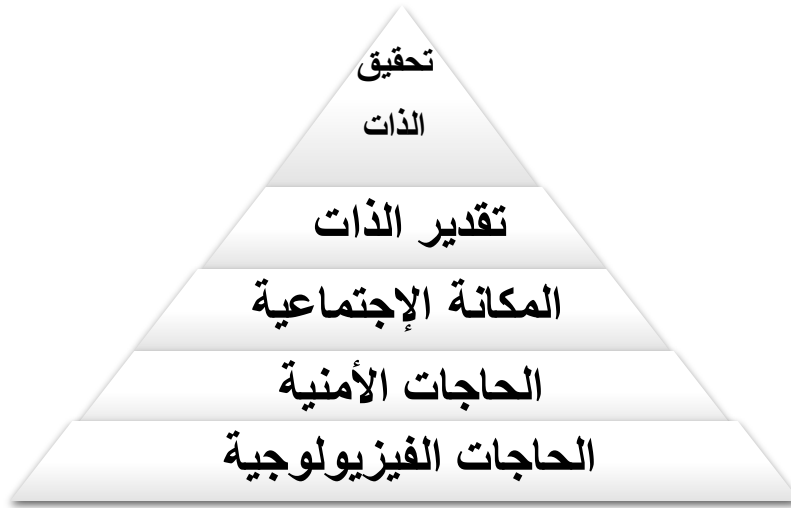 تحقيق
الذات
تقدير الذات
المكانة الإجتماعية
الحاجات الأمنية
الحاجات الفيزيولوجية